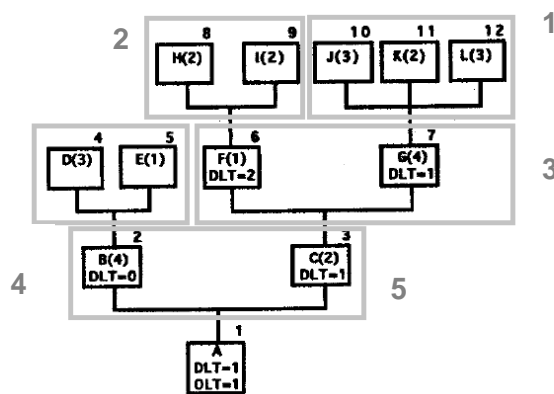 1
2
8
9
10
11
12
H(2)
I(2)
J(3)
K(2)
L(3)
4
5
6
7
D(3)
E(1)
F(1)
DLT=2
G(4)
DLT=1
3
2
3
B(4)
DLT=0
C(2)
DLT=1
4
5
1
A
DLT=1
OLT=1